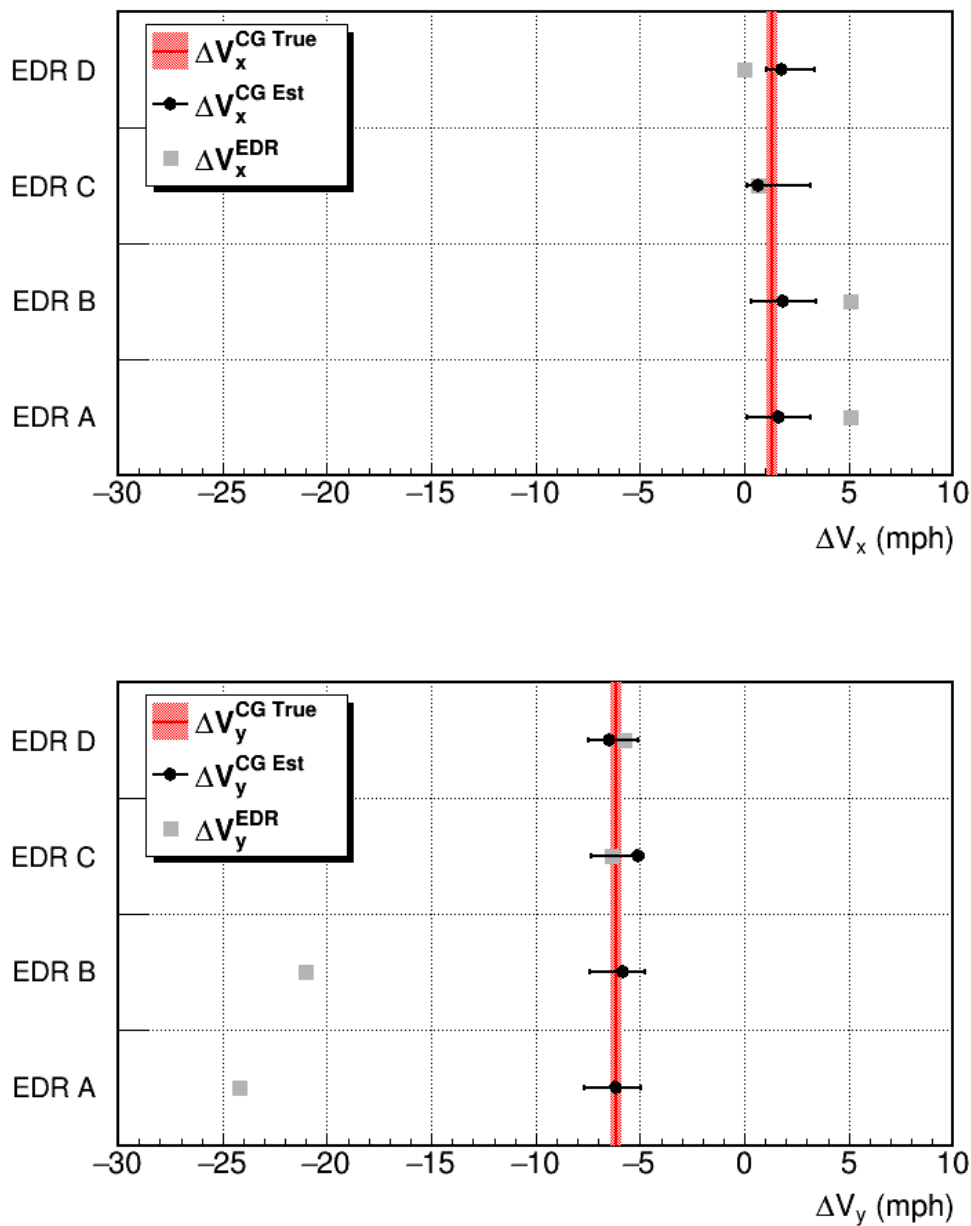 ΔV_x^CG True
ΔV_x^CG Est
ΔV_x^EDR
EDR D
EDR C
EDR B
EDR A
−30 −25 −20 −15 −10 −5 0 5 10
ΔV_x (mph)
ΔV_y^CG True
ΔV_y^CG Est
ΔV_y^EDR
EDR D
EDR C
EDR B
EDR A
−30 −25 −20 −15 −10 −5 0 5 10
ΔV_y (mph)